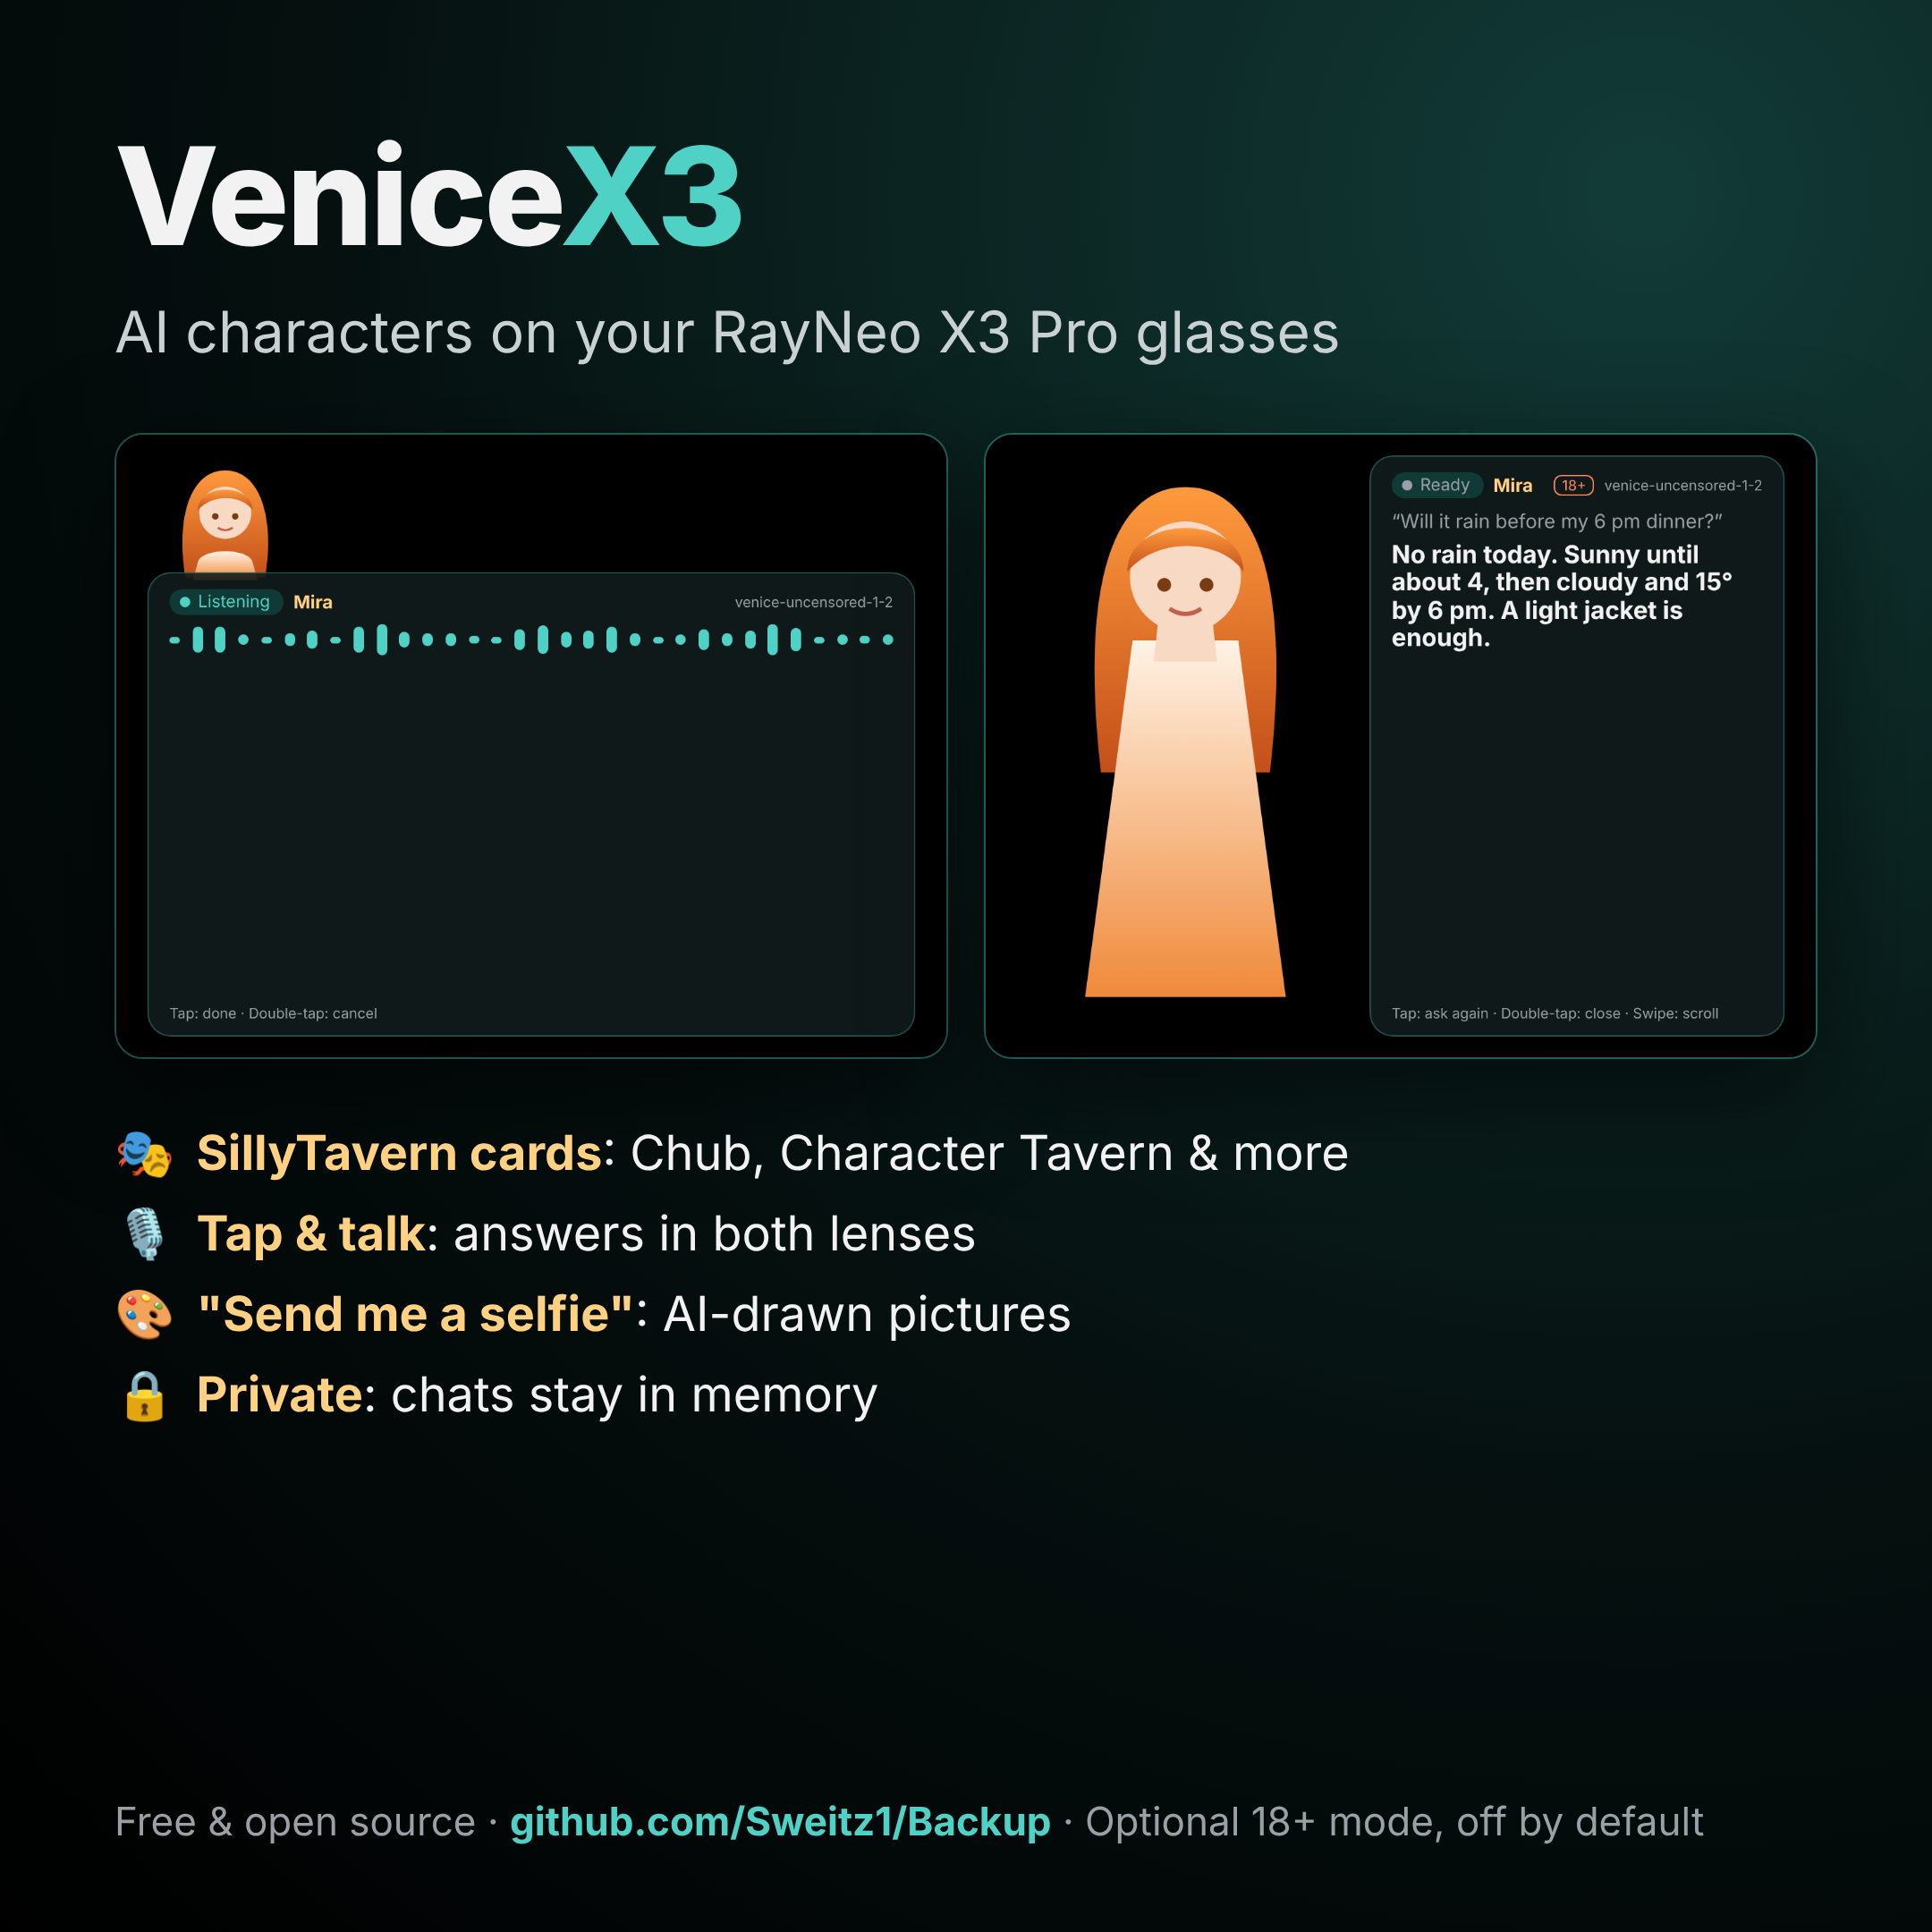 VeniceX3
AI characters on your RayNeo X3 Pro glasses
Listening Mira venice-uncensored-1-2
Tap: done · Double-tap: cancel
Ready Mira 18+ venice-uncensored-1-2
“Will it rain before my 6 pm dinner?”
No rain today. Sunny until
about 4, then cloudy and 15°
by 6 pm. A light jacket is
enough.
Tap: ask again · Double-tap: close · Swipe: scroll
SillyTavern cards: Chub, Character Tavern & more
Tap & talk: answers in both lenses
"Send me a selfie": AI-drawn pictures
Private: chats stay in memory
Free & open source · github.com/Sweitz1/Backup · Optional 18+ mode, off by default